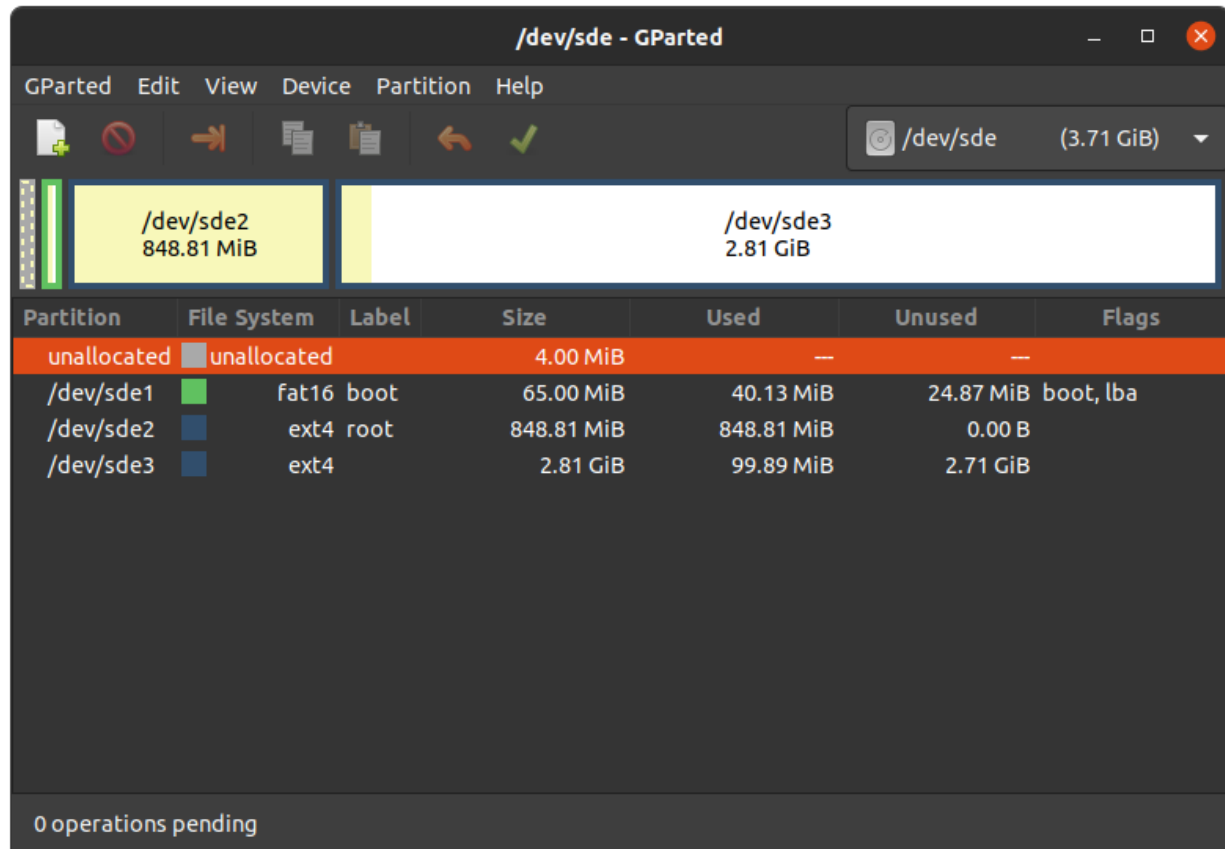 /dev/sde - GParted
GParted Edit View Device Partition Help
/dev/sde (3.71 GiB)
/dev/sde2
848.81 MiB
/dev/sde3
2.81 GiB
Partition File System Label Size Used Unused Flags
unallocated unallocated 4.00 MiB --- ---
/dev/sde1 fat16 boot 65.00 MiB 40.13 MiB 24.87 MiB boot, lba
/dev/sde2 ext4 root 848.81 MiB 848.81 MiB 0.00 B
/dev/sde3 ext4 2.81 GiB 99.89 MiB 2.71 GiB
0 operations pending